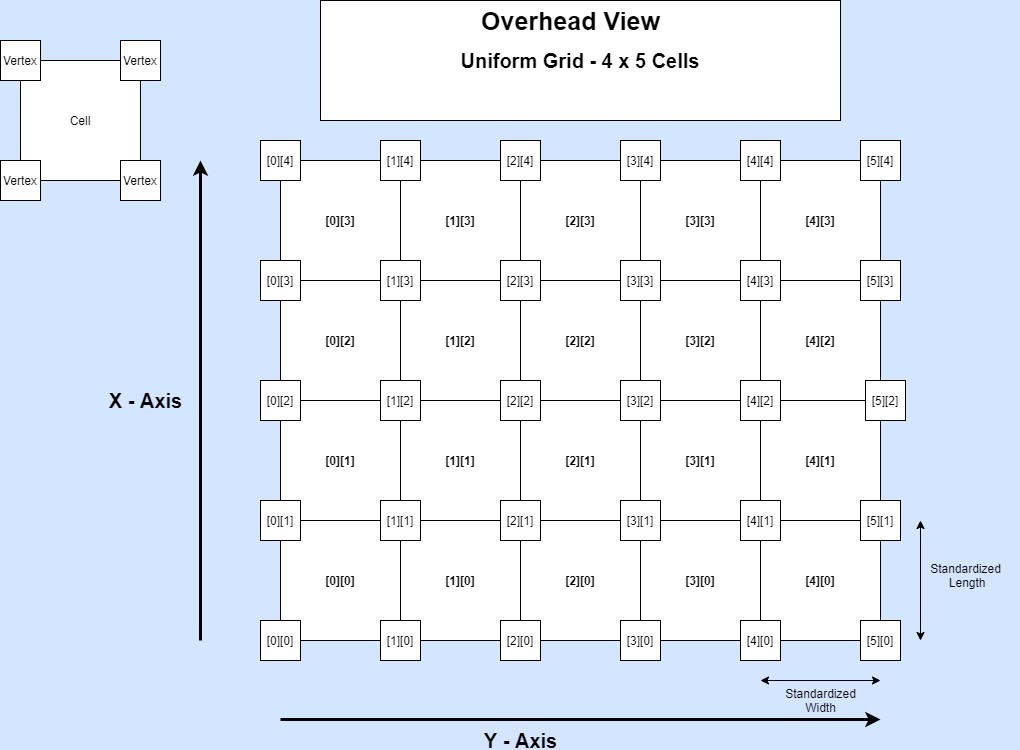 Overhead View
Uniform Grid - 4 x 5 Cells
Vertex Vertex
Cell
Vertex Vertex
[0][4] [1][4] [2][4] [3][4] [4][4] [5][4]
[0][3] [1][3] [2][3] [3][3] [4][3]
[0][3] [1][3] [2][3] [3][3] [4][3] [5][3]
[0][2] [1][2] [2][2] [3][2] [4][2]
X - Axis
[0][2] [1][2] [2][2] [3][2] [4][2] [5][2]
[0][1] [1][1] [2][1] [3][1] [4][1]
[0][1] [1][1] [2][1] [3][1] [4][1] [5][1]
[0][0] [1][0] [2][0] [3][0] [4][0]
Standardized
Length
[0][0] [1][0] [2][0] [3][0] [4][0] [5][0]
Standardized
Width
Y - Axis